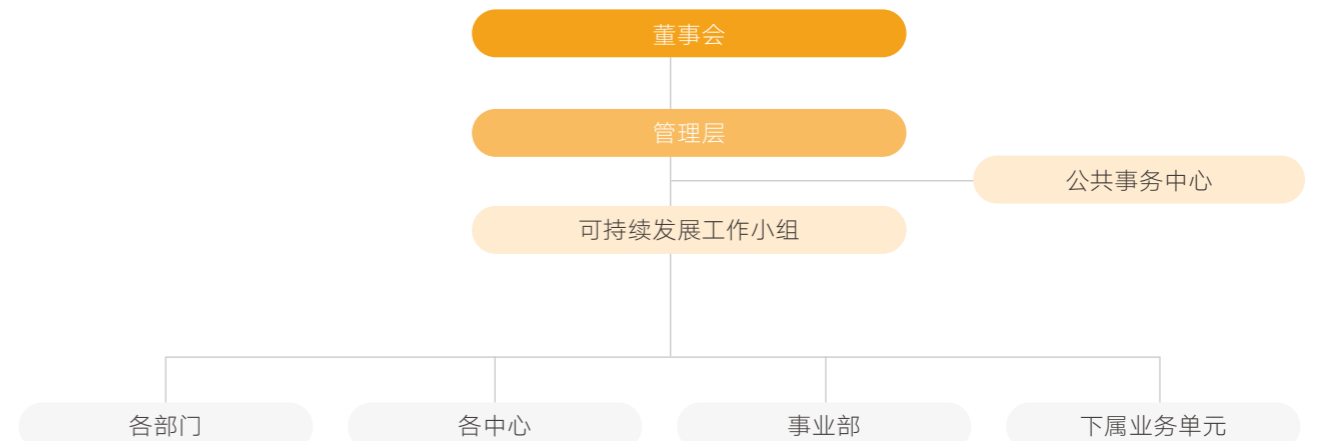 董事会
管理层
公共事务中心
可持续发展工作小组
各部门
各中心
事业部
下属业务单元